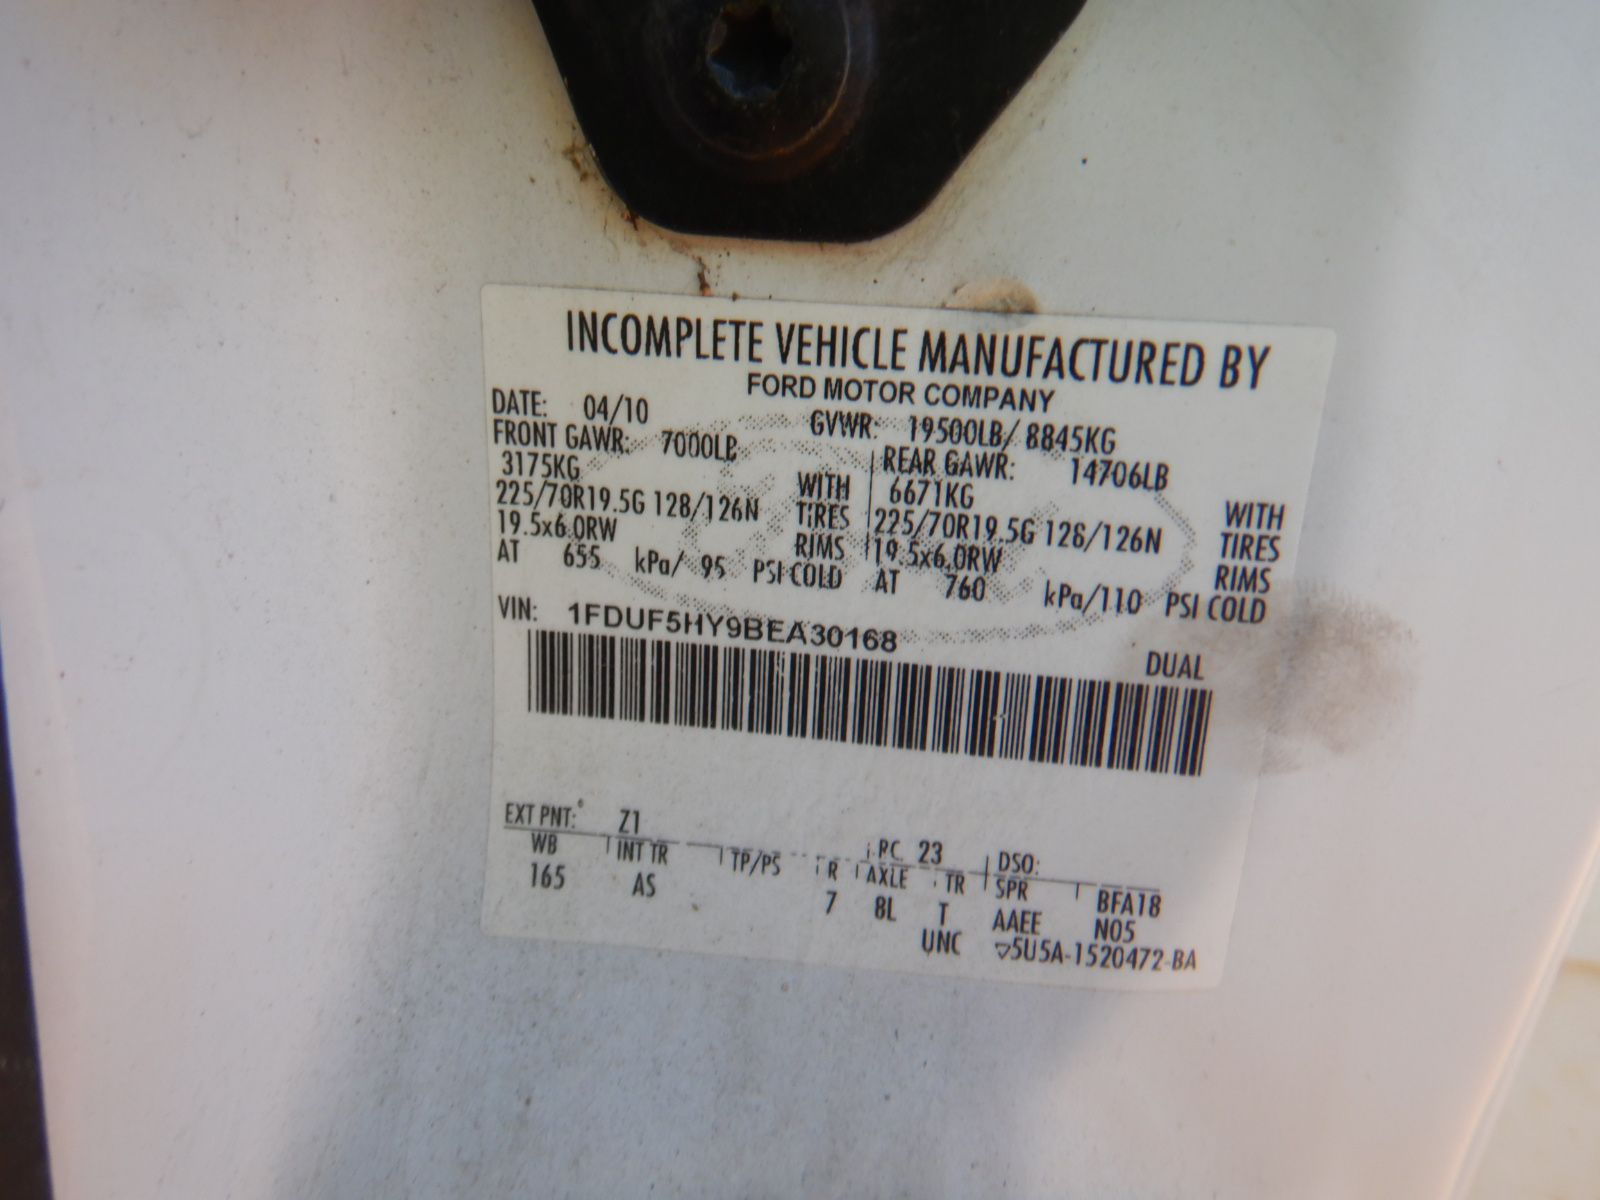 INCOMPLETE VEHICLE MANUFACTURED BY
FORD MOTOR COMPANY
DATE: 04/10 GVWR: 19500LB/ 8845KG
FRONT GAWR: 7000LB REAR GAWR: 14706LB
3175KG WITH 6671KG WITH
225/70R19.5G 128/126N TIRES 225/70R19.5G 128/126N TIRES
19.5x6.0RW RIMS 19.5x6.0RW RIMS
AT 655 kPa/ 95 PSI COLD AT 760 kPa/110 PSI COLD
VIN: 1FDUF5HY9BEA30168
DUAL
EXT PNT: Z1 RC 23 DSO:
WB INT TR TP/PS R AXLE TR SPR BFA18
165 AS 7 8L T AAEE N05
UNC ▽5U5A-1520472-BA